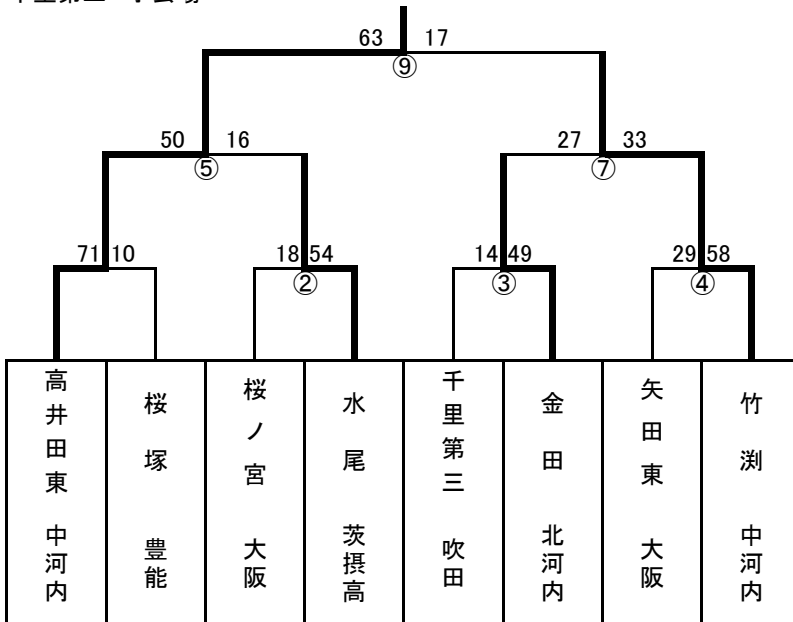 63 17
⑨
50 16
⑤
27 33
⑦
71 10
18 54
②
14 49
③
29 58
④
高井田東 中河内
桜塚 豊能
桜ノ宮 大阪
水尾 茨摂高
千里第三 吹田
金田 北河内
矢田東 大阪
竹渕 中河内